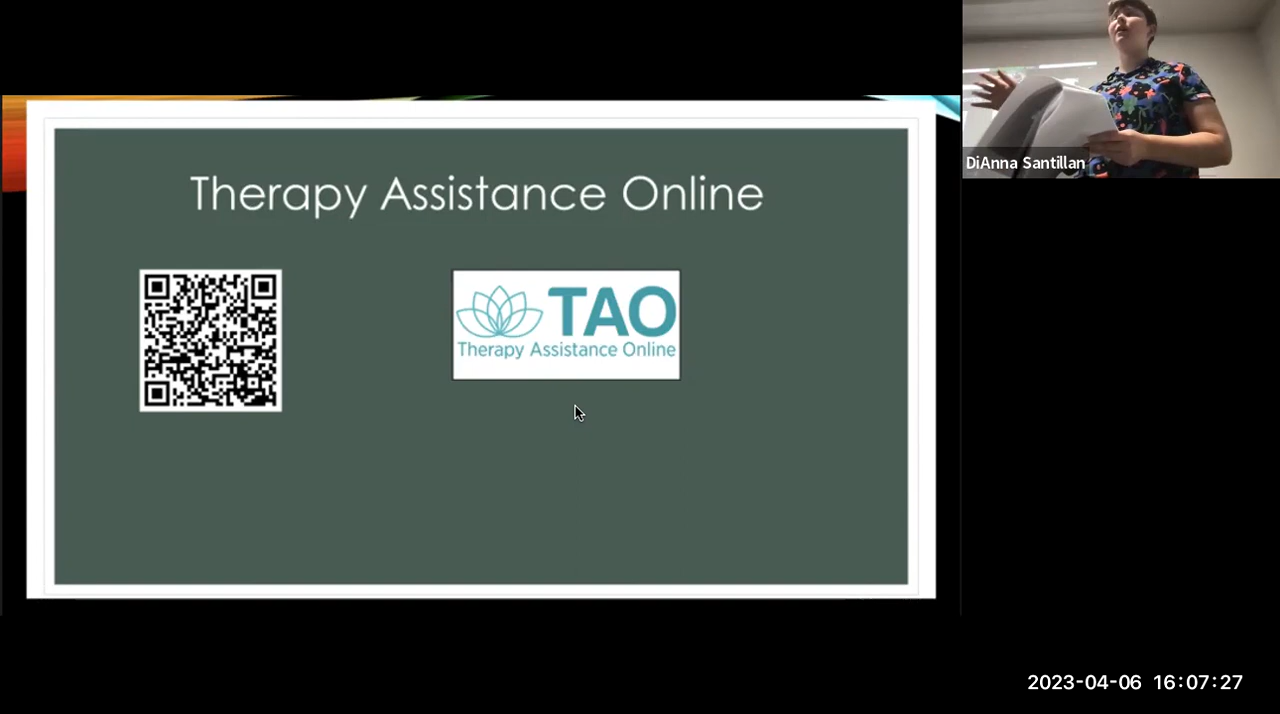 Therapy Assistance Online
TAO
Therapy Assistance Online
DiAnna Santillan
2023-04-06 16:07:27